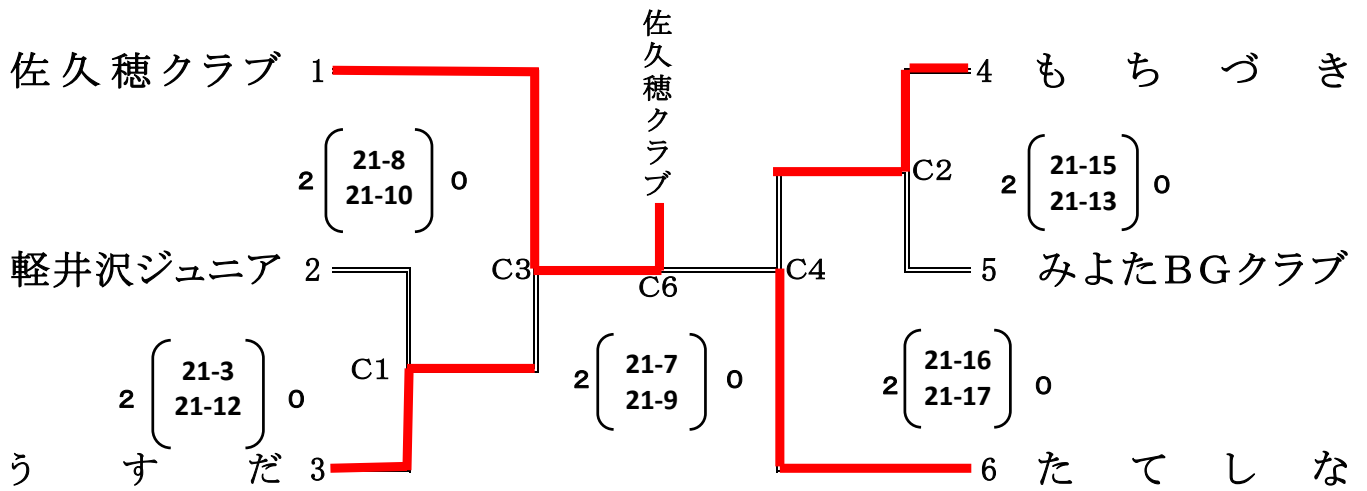 佐久穂クラブ
佐久穂クラブ 1
4 もちづき
2 21-8 0
21-10
C2
2 21-15 0
21-13
軽井沢ジュニア 2
C3
C6
C4
5 みよたBGクラブ
C1
2 21-3 0
21-12
2 21-7 0
21-9
2 21-16 0
21-17
うすだ 3
6 たてしな